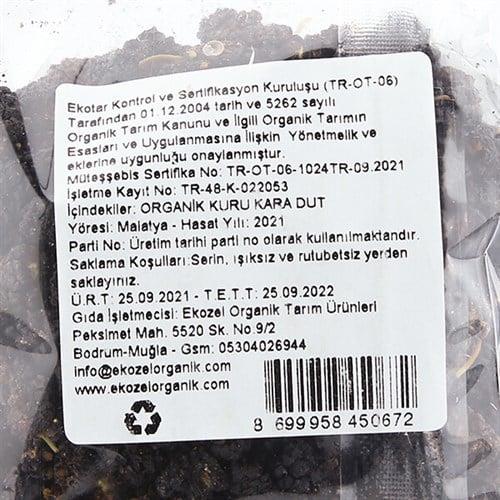 Ekotar Kontrol ve Sertifikasyon Kuruluşu (TR-OT-06)
Tarafından 01.12.2004 tarih ve 5262 sayılı
Organik Tarım Kanunu ve İlgili Organik Tarımın
Esasları ve Uygulanmasına İlişkin Yönetmelik ve
eklerine uygunluğu onaylanmıştır.
Müteşşebis Sertifika No: TR-OT-06-1024TR-09.2021
İşletme Kayıt No: TR-48-K-022053
İçindekiler: ORGANİK KURU KARA DUT
Yöresi: Malatya - Hasat Yılı: 2021
Parti No: Üretim tarihi parti no olarak kullanılmaktandır.
Saklama Koşulları:Serin, ışıksız ve rutubetsiz yerden
saklayınız.
Ü.R.T: 25.09.2021 - T.E.T.T: 25.09.2022
Gıda İşletmecisi: Ekozel Organik Tarım Ürünleri
Peksimet Mah. 5520 Sk. No:9/2
Bodrum-Muğla - Gsm: 05304026944
info@ekozelorganik.com
www.ekozelorganik.com
8 699958 450672